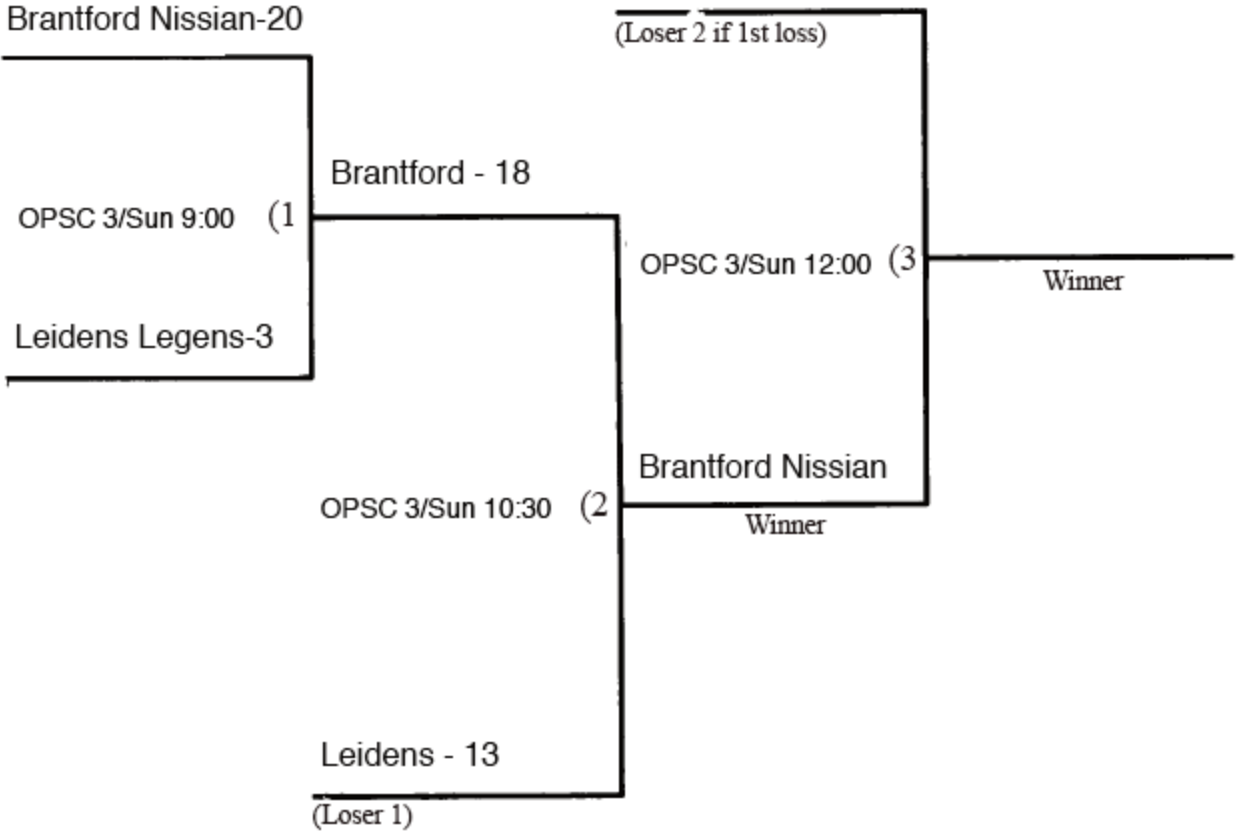 Brantford Nissian-20
(Loser 2 if 1st loss)
Brantford - 18
OPSC 3/Sun 9:00 (1
OPSC 3/Sun 12:00 (3
Winner
Leidens Legens-3
Brantford Nissian
OPSC 3/Sun 10:30 (2
Winner
Leidens - 13
(Loser 1)